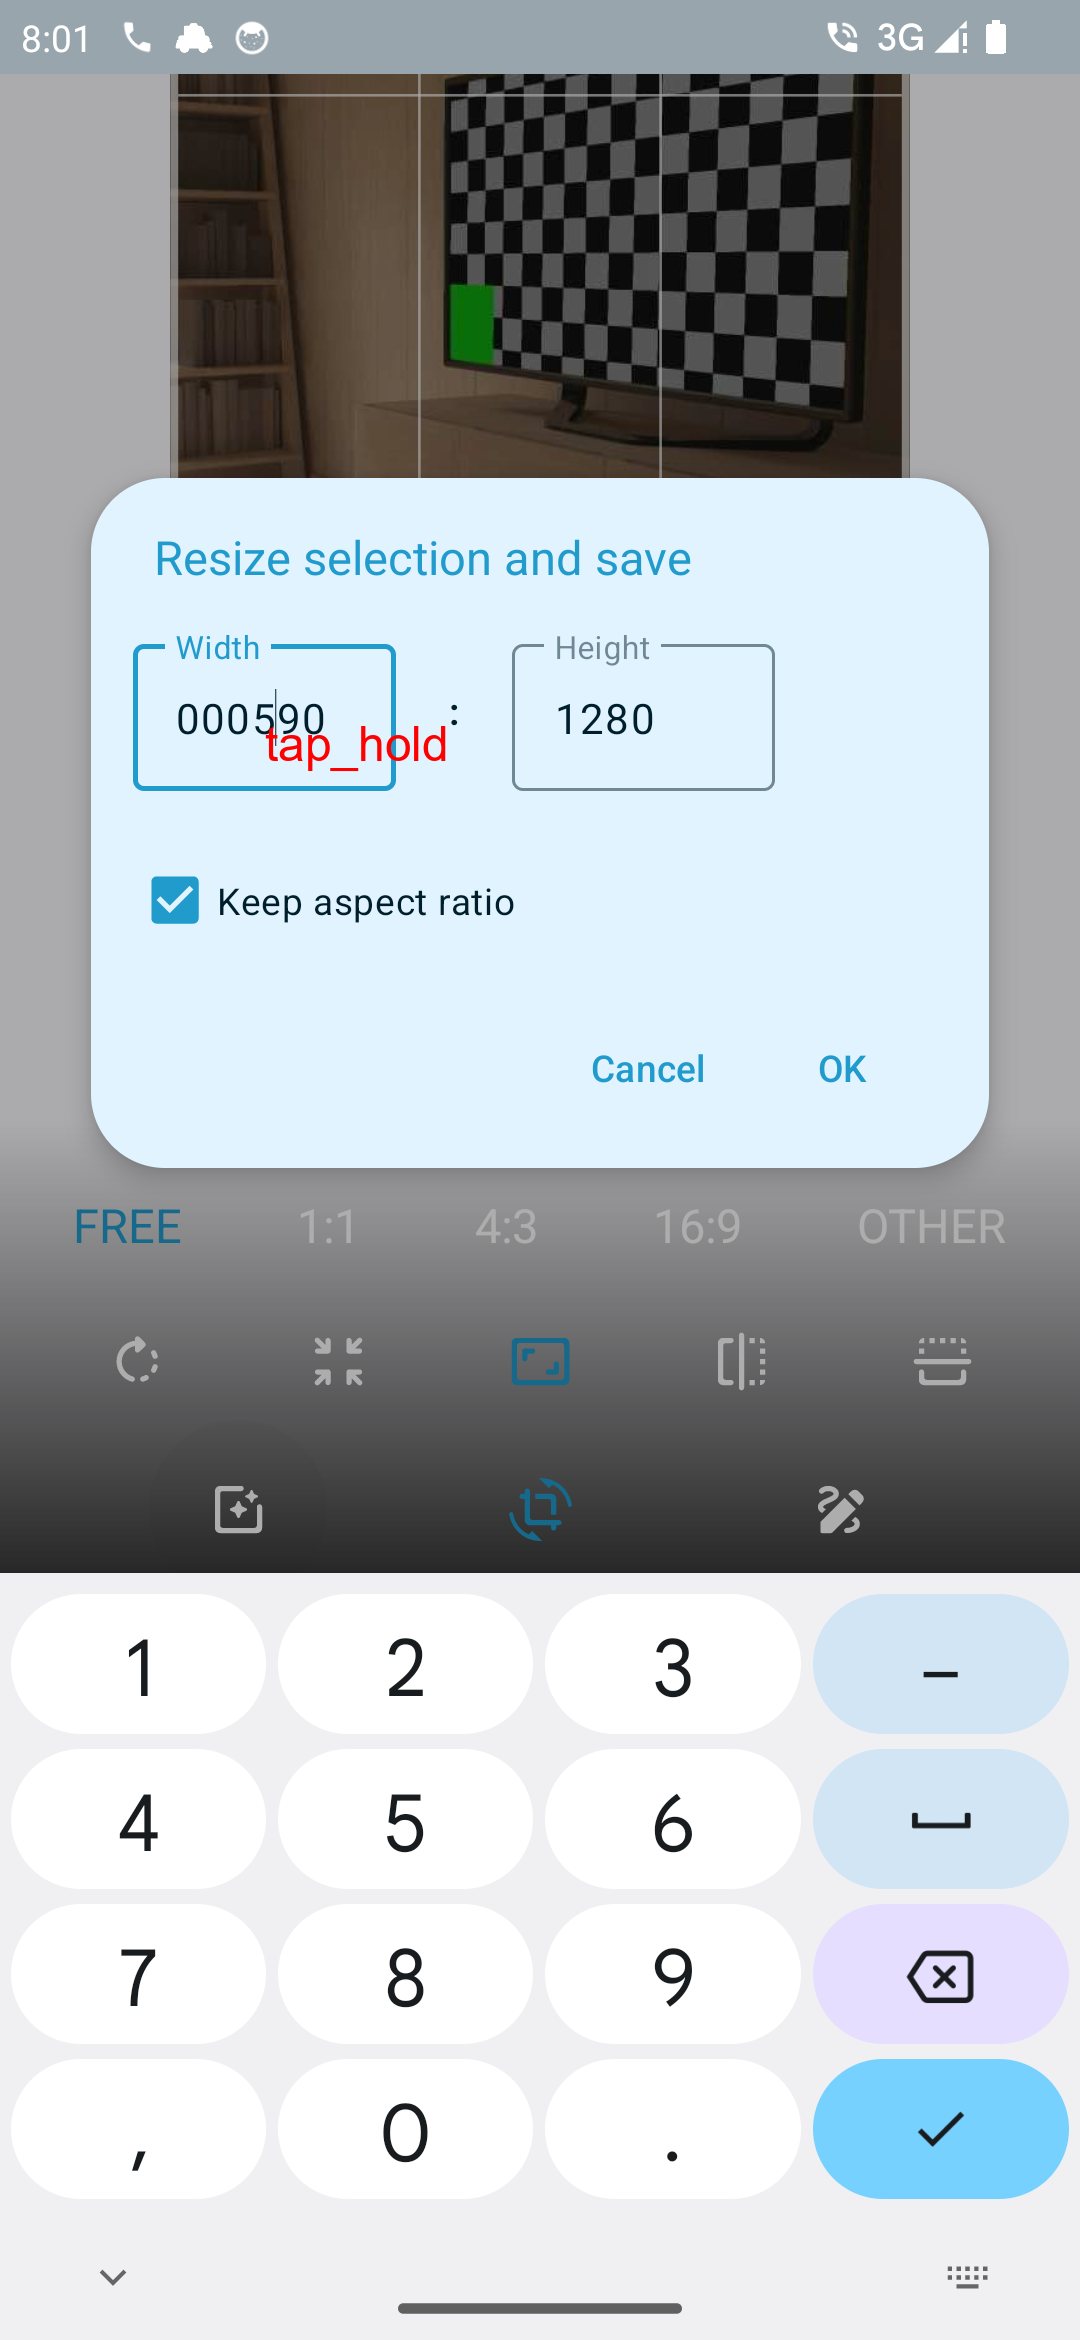 8:01
3G
Resize selection and save
Width
Height
000590
:
1280
tap_hold
Keep aspect ratio
Cancel
OK
FREE
1:1
4:3
16:9
OTHER
1
2
3
–
4
5
6
7
8
9
,
0
.